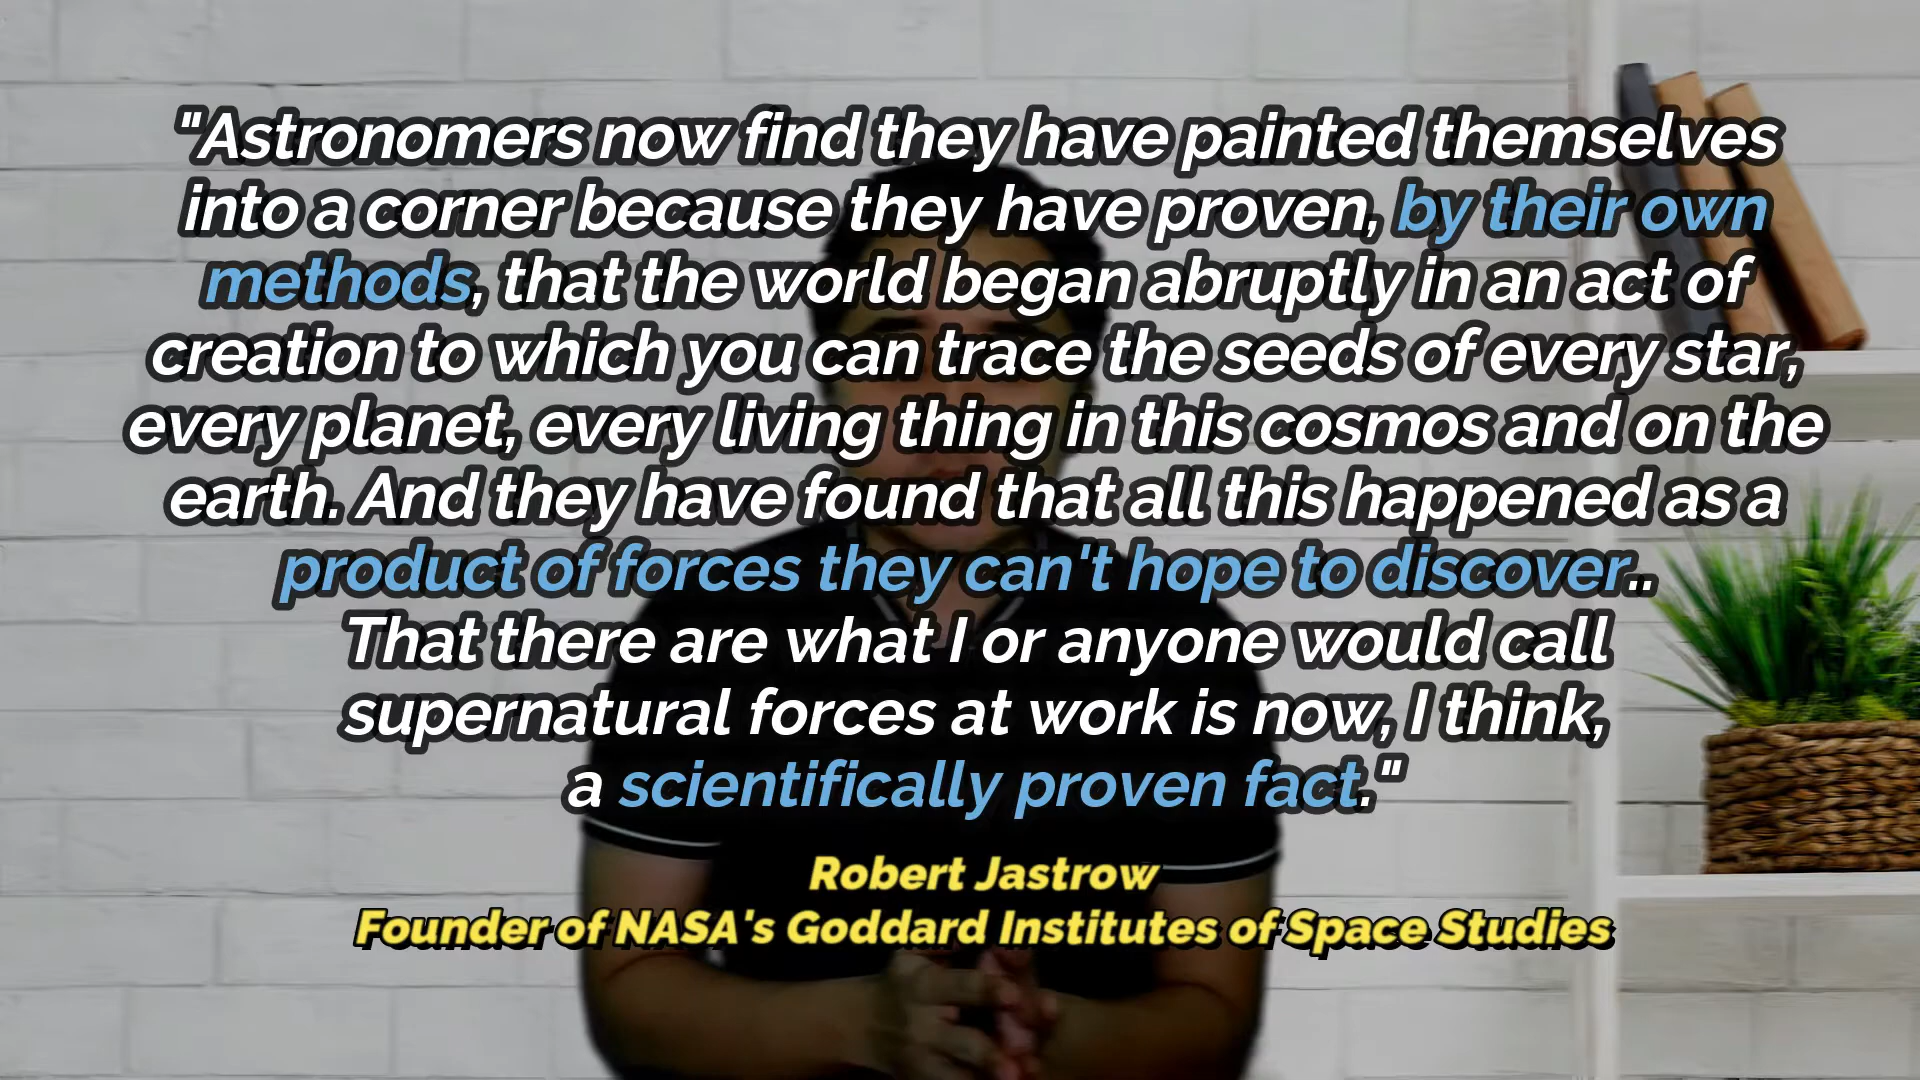 "Astronomers now find they have painted themselves
into a corner because they have proven, by their own
methods, that the world began abruptly in an act of
creation to which you can trace the seeds of every star,
every planet, every living thing in this cosmos and on the
earth. And they have found that all this happened as a
product of forces they can't hope to discover..
That there are what I or anyone would call
supernatural forces at work is now, I think,
a scientifically proven fact."
Robert Jastrow
Founder of NASA's Goddard Institutes of Space Studies